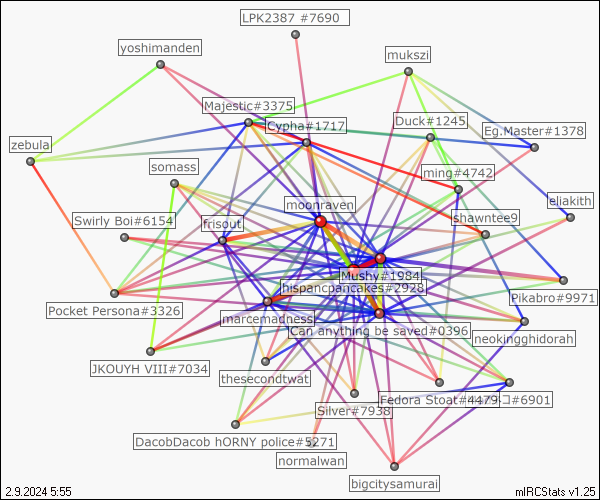 LPK2387 #7690
yoshimanden
mukszi
Majestic#3375
Cypha#1717
Duck#1245
Eg.Master#1378
zebula
somass
ming#4742
moonraven
eliakith
Swirly Boi#6154
frisout
shawntee9
Mushy#1984
hispancpancakes#2928
Pikabro#9971
Pocket Persona#3326
marcemadness
Can anything be saved#0396
neokingghidorah
JKOUYH VIII#7034
thesecondtwat
Fedora Stoat#4479
#6901
Silver#7938
DacobDacob hORNY police#5271
normalwan
bigcitysamurai
2.9.2024 5:55
mIRCStats v1.25